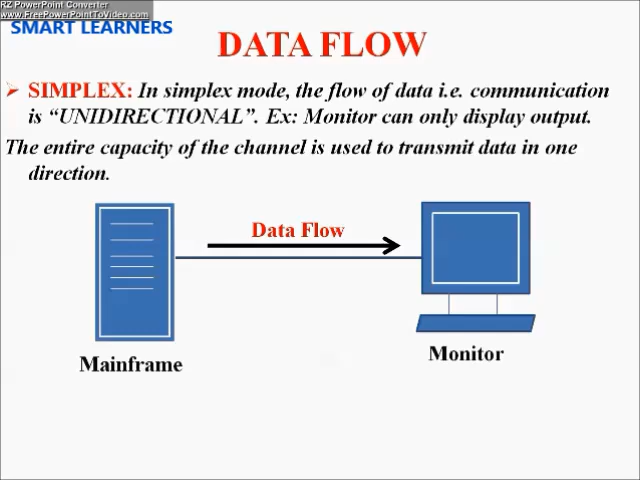 RZ PowerPoint Converter
www.FreePowerPointToVideo.com
SMART LEARNERS
DATA FLOW
➢ SIMPLEX: In simplex mode, the flow of data i.e. communication
is “UNIDIRECTIONAL”. Ex: Monitor can only display output.
The entire capacity of the channel is used to transmit data in one
direction.
Data Flow
Mainframe
Monitor